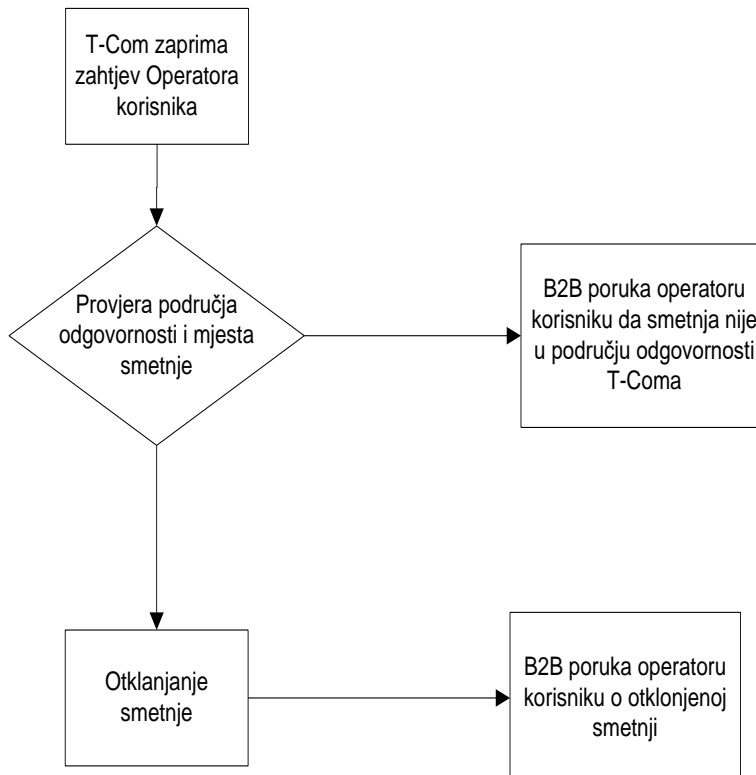 T-Com zaprima
zahtjev Operatora
korisnika
Provjera područja
odgovornosti i mjesta
smetnje
B2B poruka operatoru
korisniku da smetnja nije
u području odgovornosti
T-Coma
Otklanjanje
smetnje
B2B poruka operatoru
korisniku o otklonjenoj
smetnji